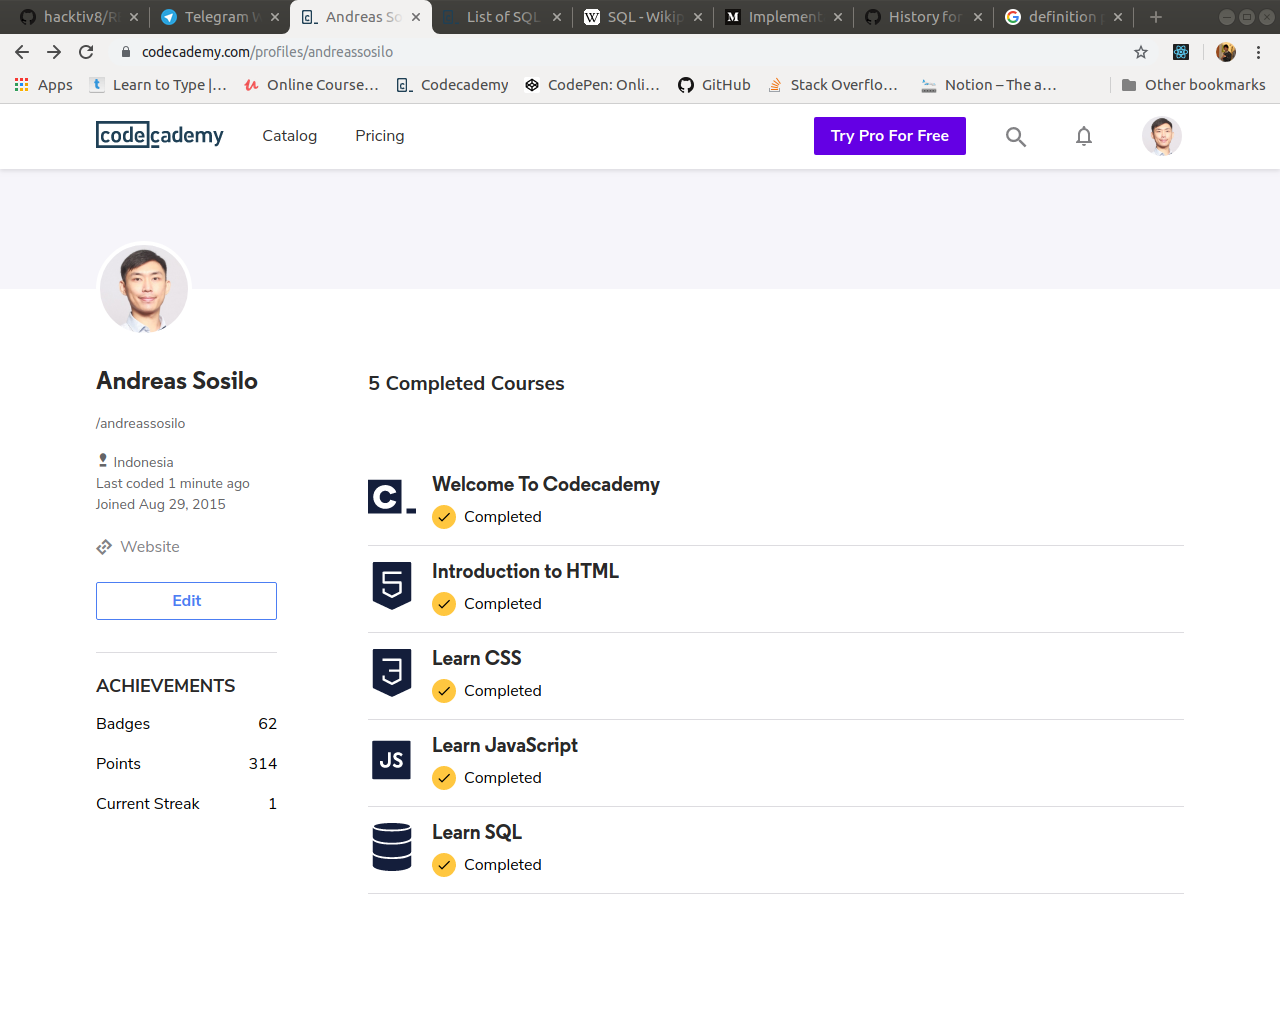 hacktiv8/R
Telegram W
Andreas So
List of SQL
SQL - Wikip
Implement
History for
definition
codecademy.com/profiles/andreassosilo
Apps
Learn to Type |...
Online Course...
Codecademy
CodePen: Onli...
GitHub
Stack Overflo...
Notion – The a...
Other bookmarks
codecademy
Catalog
Pricing
Try Pro For Free
Andreas Sosilo
/andreassosilo
Indonesia
Last coded 1 minute ago
Joined Aug 29, 2015
Website
Edit
ACHIEVEMENTS
Badges 62
Points 314
Current Streak 1
5 Completed Courses
Welcome To Codecademy
Completed
Introduction to HTML
Completed
Learn CSS
Completed
JS
Learn JavaScript
Completed
Learn SQL
Completed